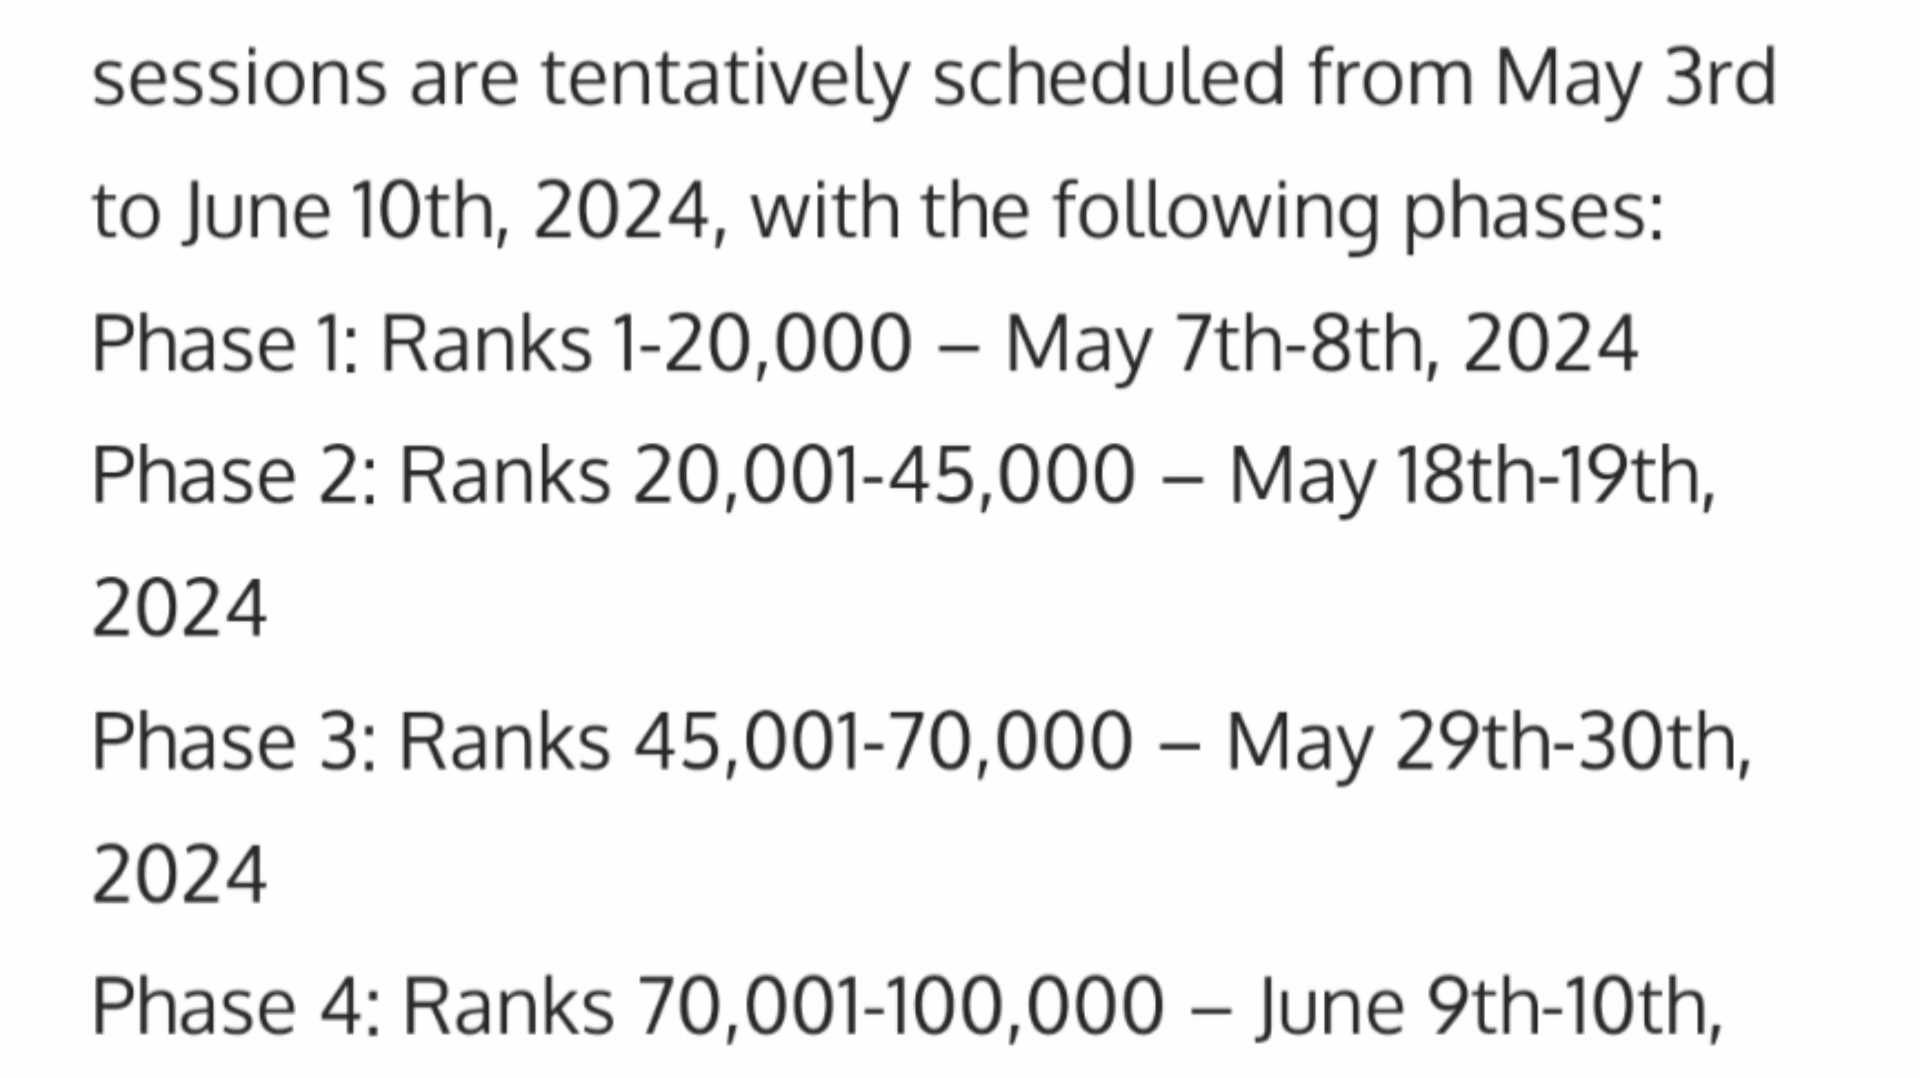 sessions are tentatively scheduled from May 3rd
to June 10th, 2024, with the following phases:
Phase 1: Ranks 1-20,000 – May 7th-8th, 2024
Phase 2: Ranks 20,001-45,000 – May 18th-19th,
2024
Phase 3: Ranks 45,001-70,000 – May 29th-30th,
2024
Phase 4: Ranks 70,001-100,000 – June 9th-10th,